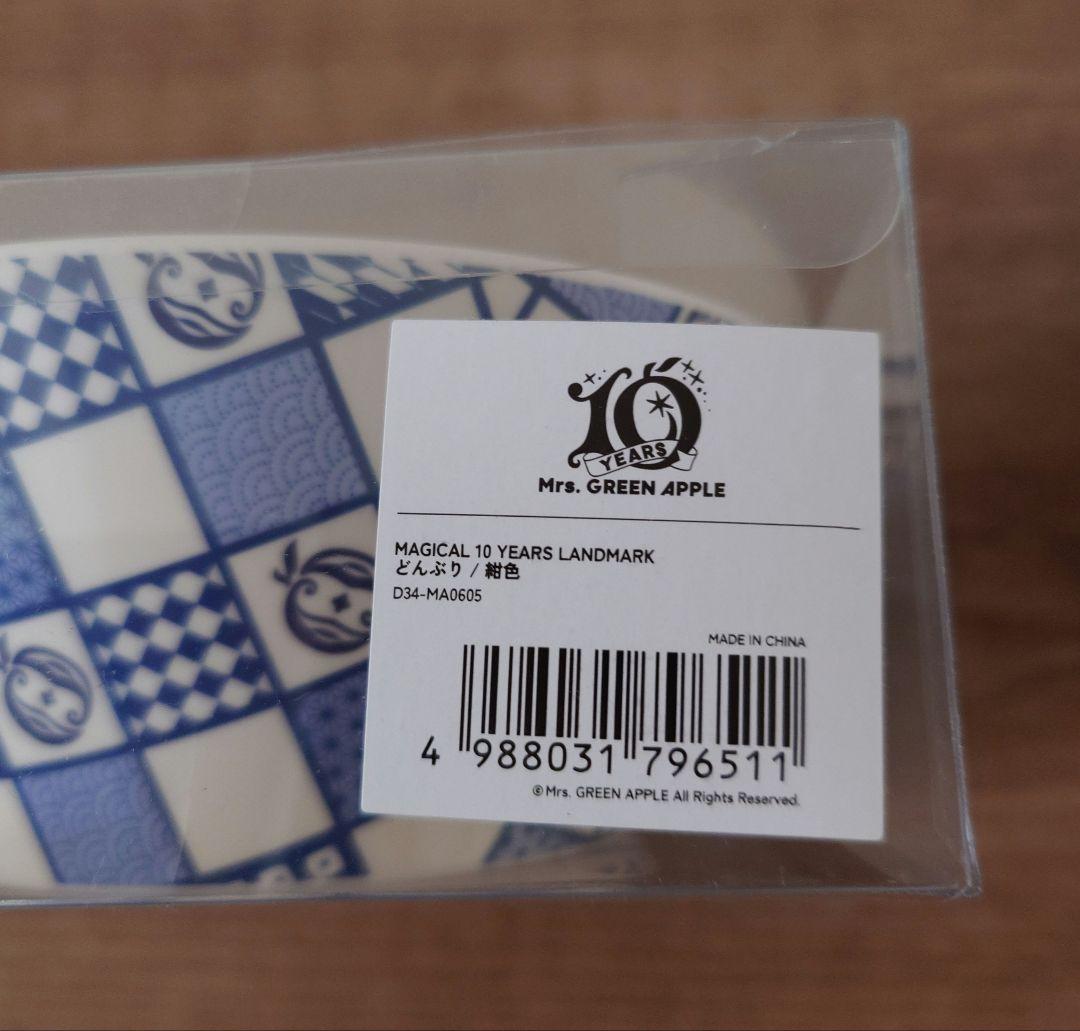 10
YEARS
Mrs. GREEN APPLE
MAGICAL 10 YEARS LANDMARK
どんぶり / 紺色
D34-MA0605
MADE IN CHINA
4 988031 796511
©Mrs. GREEN APPLE All Rights Reserved.